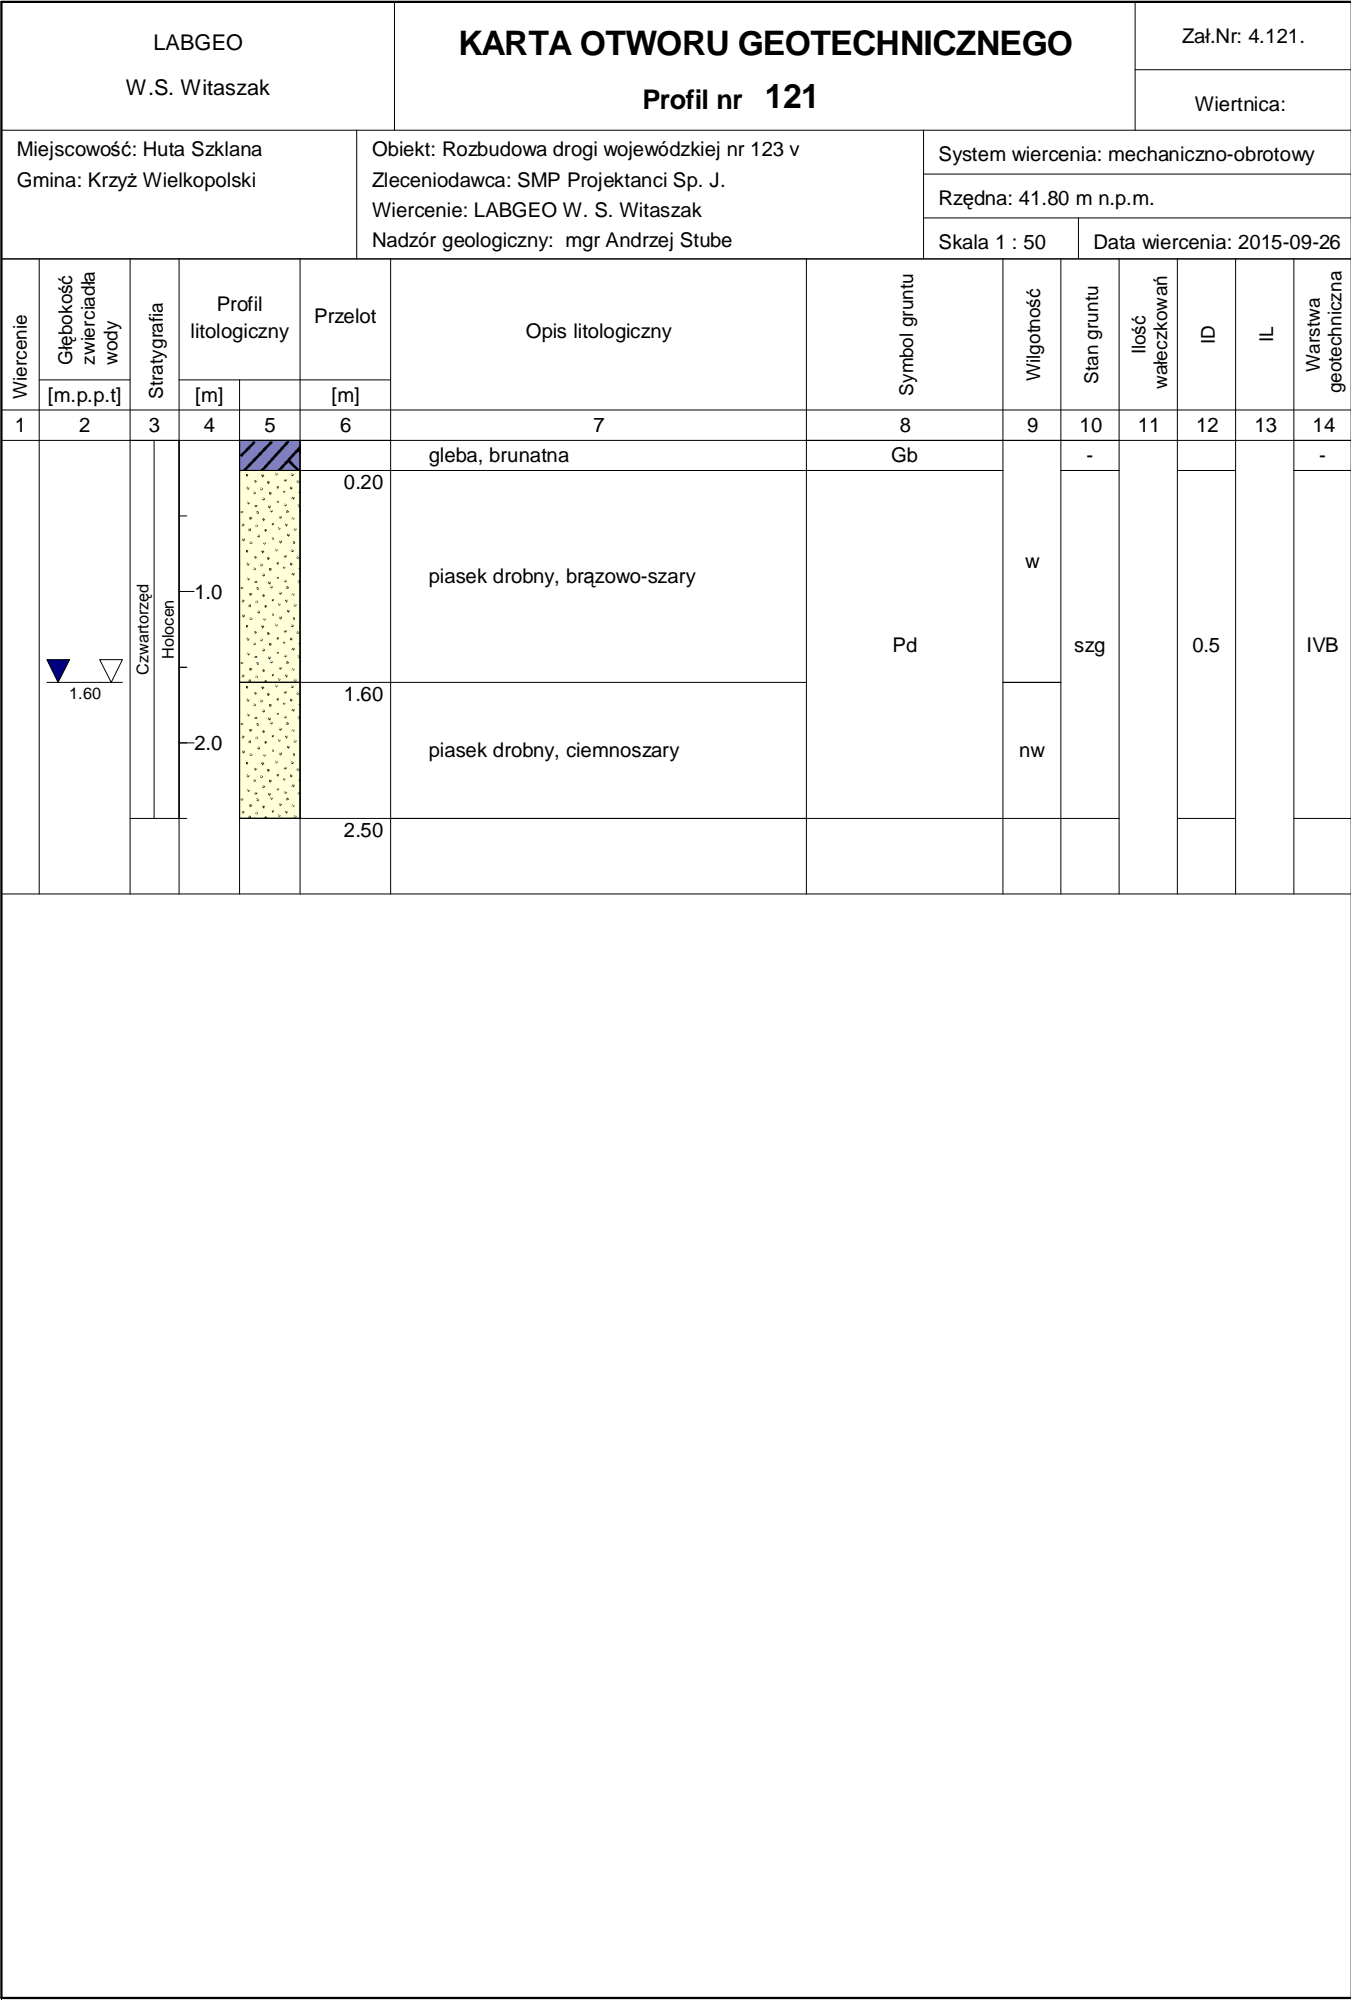 LABGEO
W.S. Witaszak
KARTA OTWORU GEOTECHNICZNEGO
Profil nr 121
Zał.Nr: 4.121.
Wiertnica:
Miejscowość: Huta Szklana
Gmina: Krzyż Wielkopolski
Obiekt: Rozbudowa drogi wojewódzkiej nr 123 v
Zleceniodawca: SMP Projektanci Sp. J.
Wiercenie: LABGEO W. S. Witaszak
Nadzór geologiczny: mgr Andrzej Stube
System wiercenia: mechaniczno-obrotowy
Rzędna: 41.80 m n.p.m.
Skala 1 : 50
Data wiercenia: 2015-09-26
Wiercenie
Głębokość
zwierciadła
wody
[m.p.p.t]
Stratygrafia
Profil
litologiczny
[m]
Przelot
[m]
Opis litologiczny
Symbol gruntu
Wilgotność
Stan gruntu
Ilość
wałeczkowań
ID
IL
Warstwa
geotechniczna
1 2 3 4 5 6 7 8 9 10 11 12 13 14
gleba, brunatna Gb - -
0.20
piasek drobny, brązowo-szary
w
1.0
Czwartorzęd
Holocen
Pd szg 0.5 IVB
1.60
1.60
2.0
piasek drobny, ciemnoszary
nw
2.50